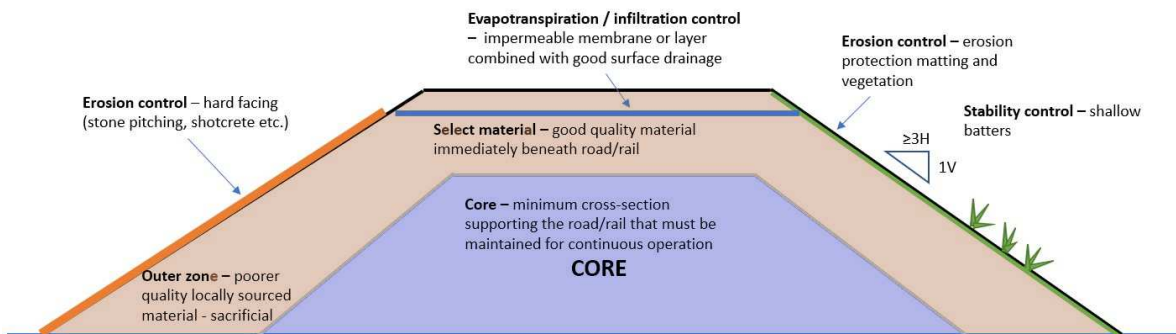 Evapotranspiration / infiltration control
– impermeable membrane or layer
combined with good surface drainage
Erosion control – erosion
protection matting and
vegetation
Erosion control – hard facing
(stone pitching, shotcrete etc.)
Stability control – shallow
batters
Select material – good quality material
immediately beneath road/rail
≥3H
1V
Core – minimum cross-section
supporting the road/rail that must be
maintained for continuous operation
CORE
Outer zone – poorer
quality locally sourced
material - sacrificial